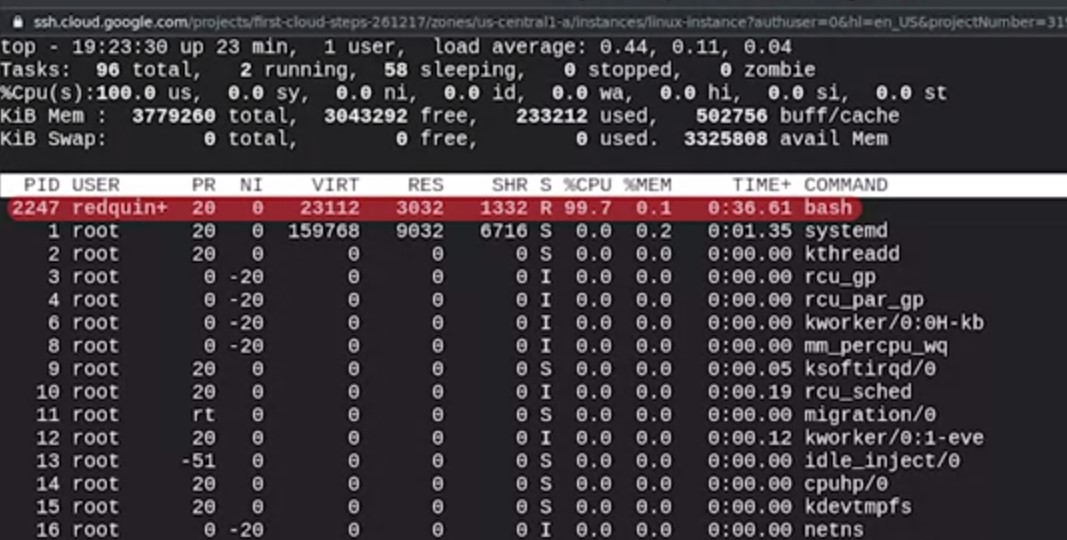 ssh.cloud.google.com/projects/first-cloud-steps-261217/zones/us-central1-a/instances/linux-instance?authuser=0&hl=en_US&projectNumber=31
top - 19:23:30 up 23 min,  1 user,  load average: 0.44, 0.11, 0.04
Tasks:  96 total,   2 running,  58 sleeping,   0 stopped,   0 zombie
%Cpu(s):100.0 us,  0.0 sy,  0.0 ni,  0.0 id,  0.0 wa,  0.0 hi,  0.0 si,  0.0 st
KiB Mem :  3779260 total,  3043292 free,   233212 used,   502756 buff/cache
KiB Swap:        0 total,        0 free,        0 used.  3325808 avail Mem
PID USER      PR  NI    VIRT    RES    SHR S %CPU %MEM     TIME+ COMMAND
2247 redquin+  20   0   23112   3032   1332 R 99.7  0.1   0:36.61 bash
1 root      20   0  159768   9032   6716 S  0.0  0.2   0:01.35 systemd
2 root      20   0       0      0      0 S  0.0  0.0   0:00.00 kthreadd
3 root       0 -20       0      0      0 I  0.0  0.0   0:00.00 rcu_gp
4 root       0 -20       0      0      0 I  0.0  0.0   0:00.00 rcu_par_gp
6 root       0 -20       0      0      0 I  0.0  0.0   0:00.00 kworker/0:0H-kb
8 root       0 -20       0      0      0 I  0.0  0.0   0:00.00 mm_percpu_wq
9 root      20   0       0      0      0 S  0.0  0.0   0:00.05 ksoftirqd/0
10 root      20   0       0      0      0 I  0.0  0.0   0:00.19 rcu_sched
11 root      rt   0       0      0      0 S  0.0  0.0   0:00.00 migration/0
12 root      20   0       0      0      0 I  0.0  0.0   0:00.12 kworker/0:1-eve
13 root     -51   0       0      0      0 S  0.0  0.0   0:00.00 idle_inject/0
14 root      20   0       0      0      0 S  0.0  0.0   0:00.00 cpuhp/0
15 root      20   0       0      0      0 S  0.0  0.0   0:00.00 kdevtmpfs
16 root       0 -20       0      0      0 I  0.0  0.0   0:00.00 netns